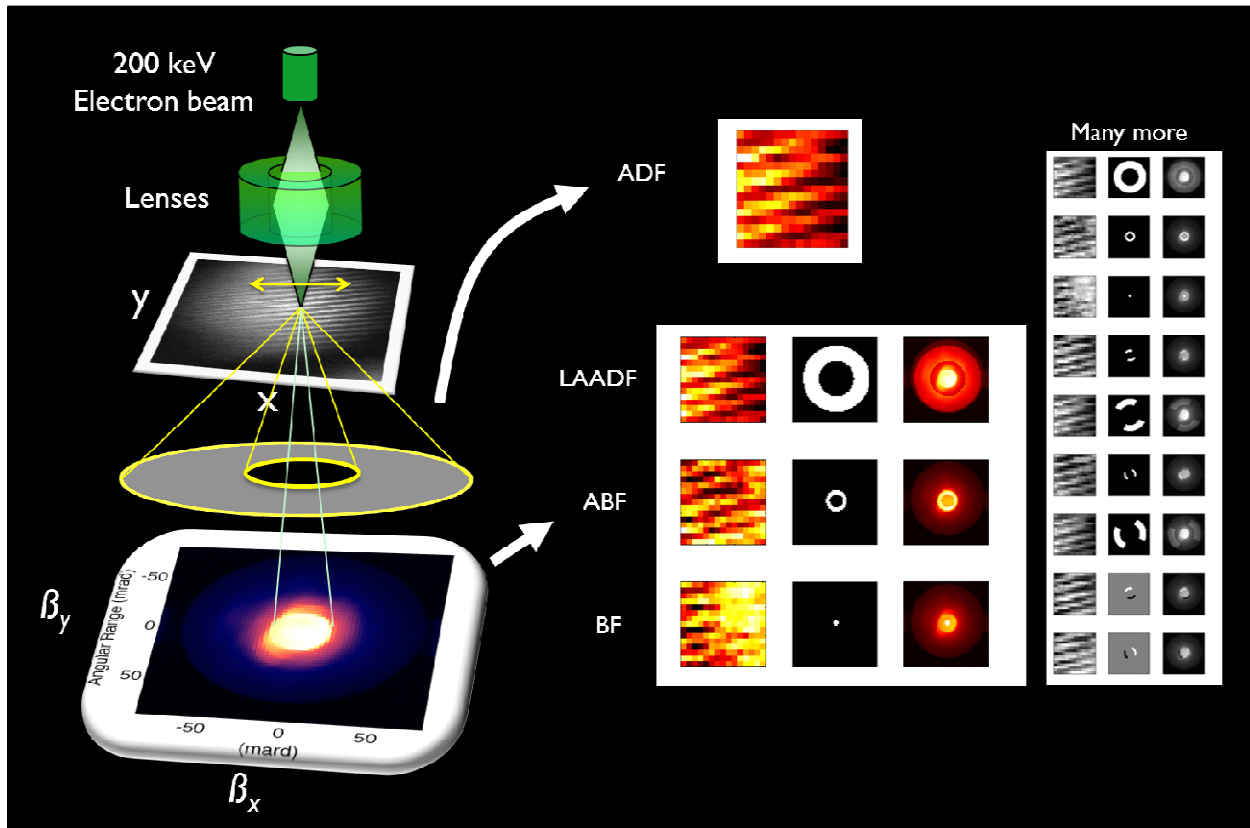 200 keV
Electron beam
Lenses
y
x
ADF
LAADF
ABF
BF
Many more
βy
Angular Range (mrad)
-50
0
50
-50
0
50
(mard)
βx